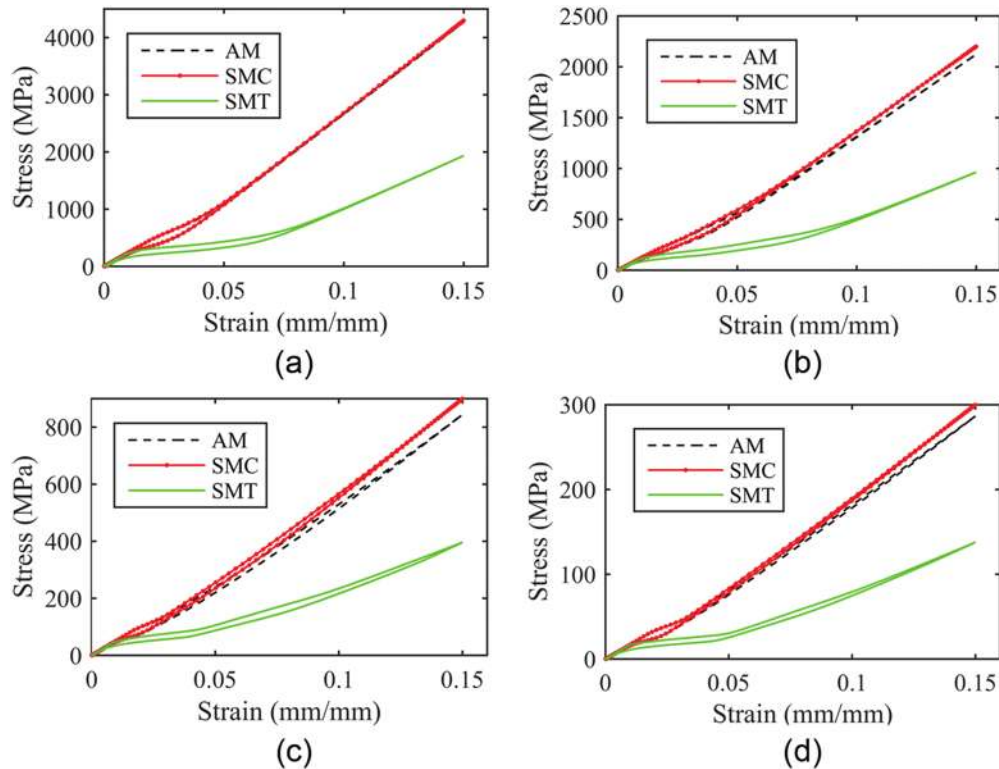 4000
3000
2000
1000
0
Stress (MPa)
AM
SMC
SMT
0
0.05
0.1
0.15
Strain (mm/mm)
(a)
2500
2000
1500
1000
500
0
Stress (MPa)
AM
SMC
SMT
0
0.05
0.1
0.15
Strain (mm/mm)
(b)
800
600
400
200
0
Stress (MPa)
AM
SMC
SMT
0
0.05
0.1
0.15
Strain (mm/mm)
(c)
300
200
100
0
Stress (MPa)
AM
SMC
SMT
0
0.05
0.1
0.15
Strain (mm/mm)
(d)